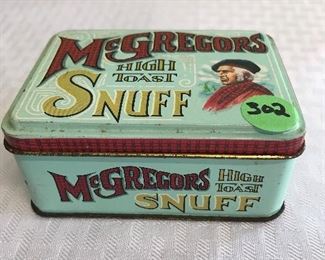 McGREGORS
HIGH
TOAST
SNUFF
302
McGREGORS HIGH
TOAST
SNUFF